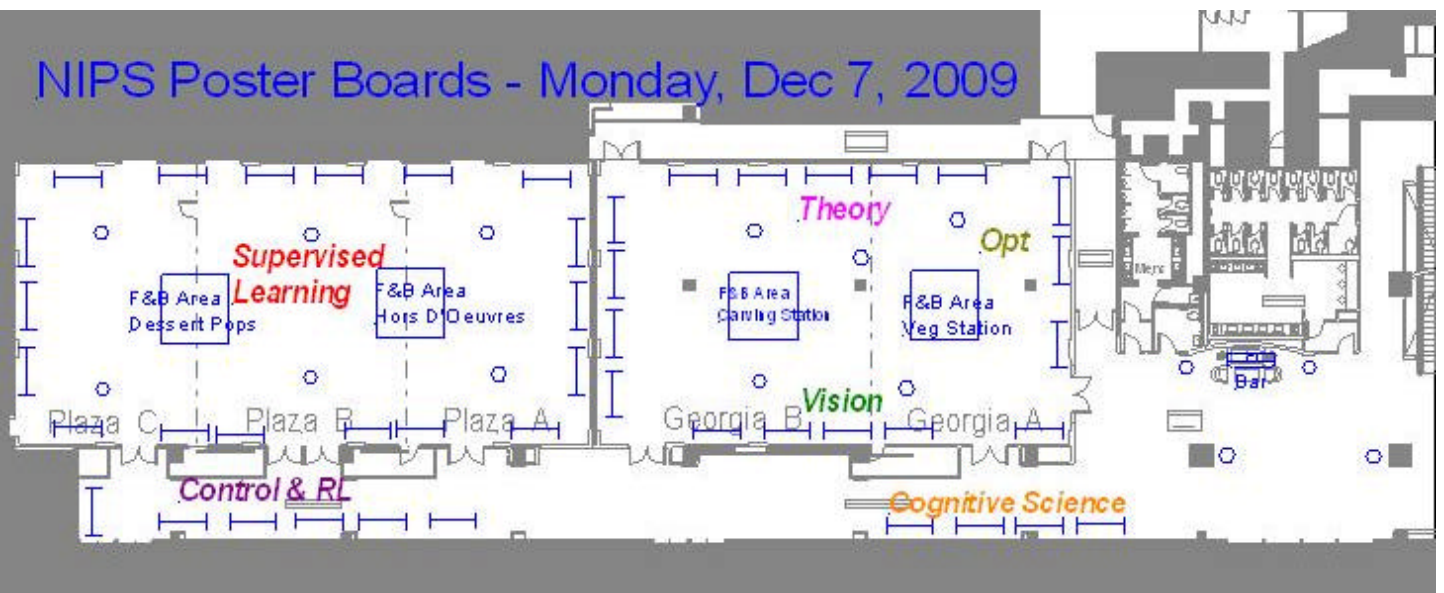 NIPS Poster Boards - Monday, Dec 7, 2009
Theory
Opt
Supervised
Learning
Mens
F&B Area
Dessert Pops
F&B Area
Hors D'Oeuvres
F&B Area
Carving Station
F&B Area
Veg Station
Bar
Vision
Plaza C
Plaza B
Plaza A
Georgia B
Georgia A
Control & RL
Cognitive Science